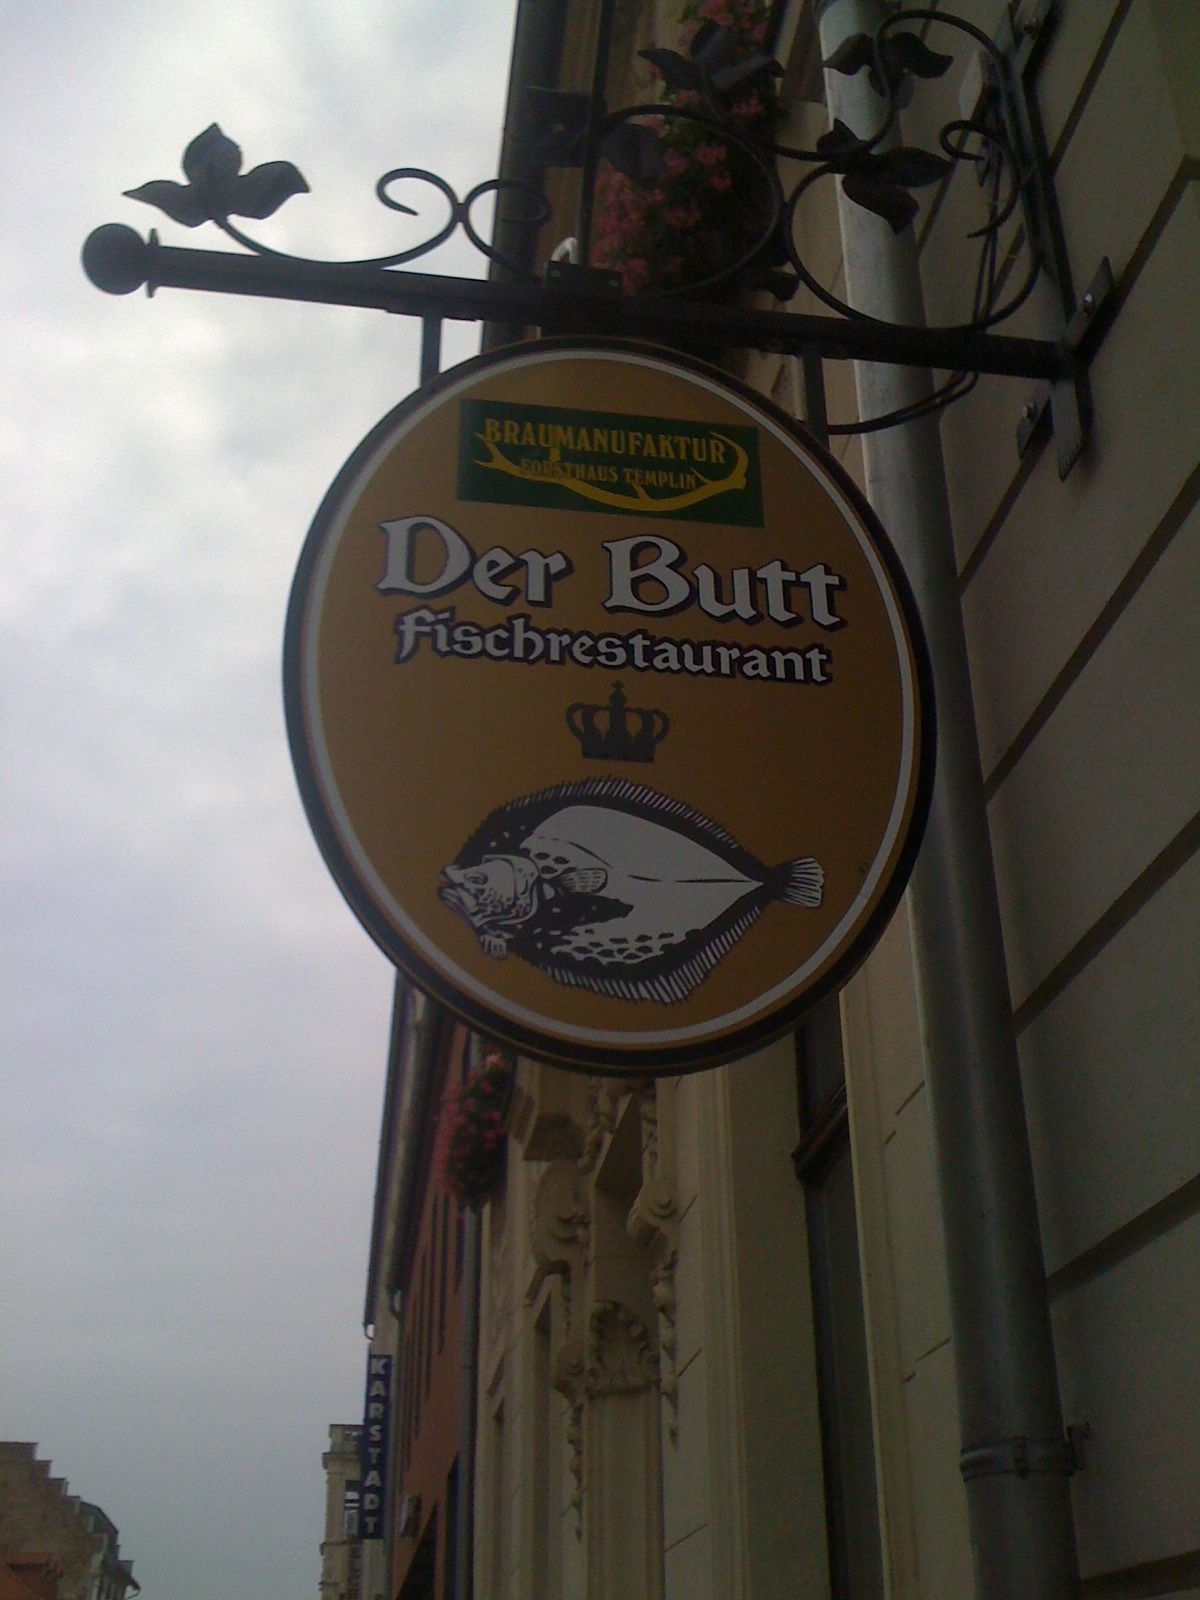 BRAUMANUFAKTUR
FORSTHAUS TEMPLIN
Der Butt
Fischrestaurant
KARSTADT